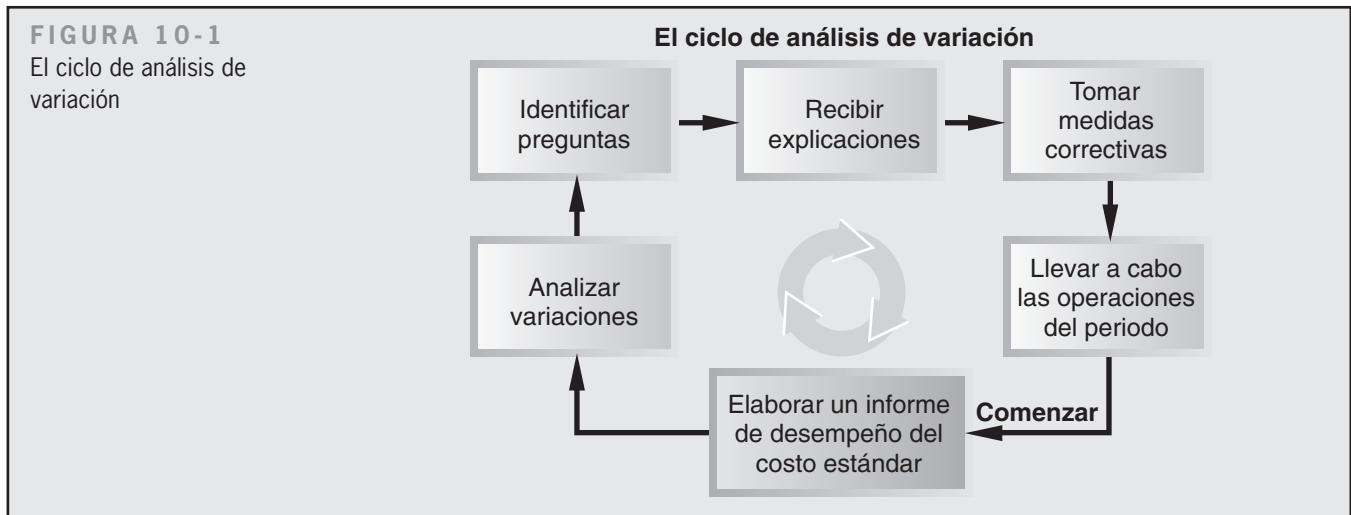 FIGURA 10-1
El ciclo de análisis de
variación
El ciclo de análisis de variación
Identificar
preguntas
Recibir
explicaciones
Tomar
medidas
correctivas
Analizar
variaciones
Llevar a cabo
las operaciones
del periodo
Elaborar un informe
de desempeño del
costo estándar
Comenzar